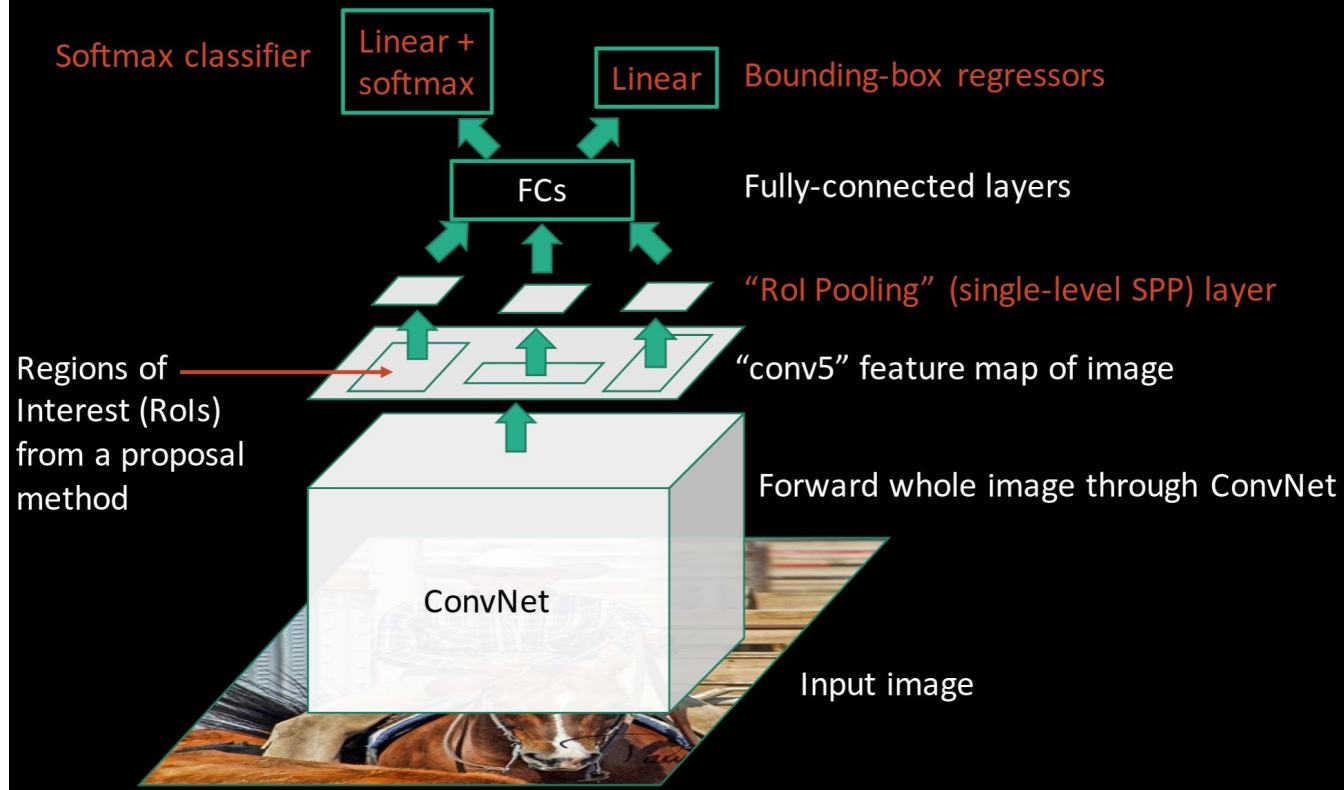 Softmax classifier
Linear +
softmax
Linear
Bounding-box regressors
FCs
Fully-connected layers
“RoI Pooling” (single-level SPP) layer
Regions of
Interest (RoIs)
from a proposal
method
“conv5” feature map of image
Forward whole image through ConvNet
ConvNet
Input image